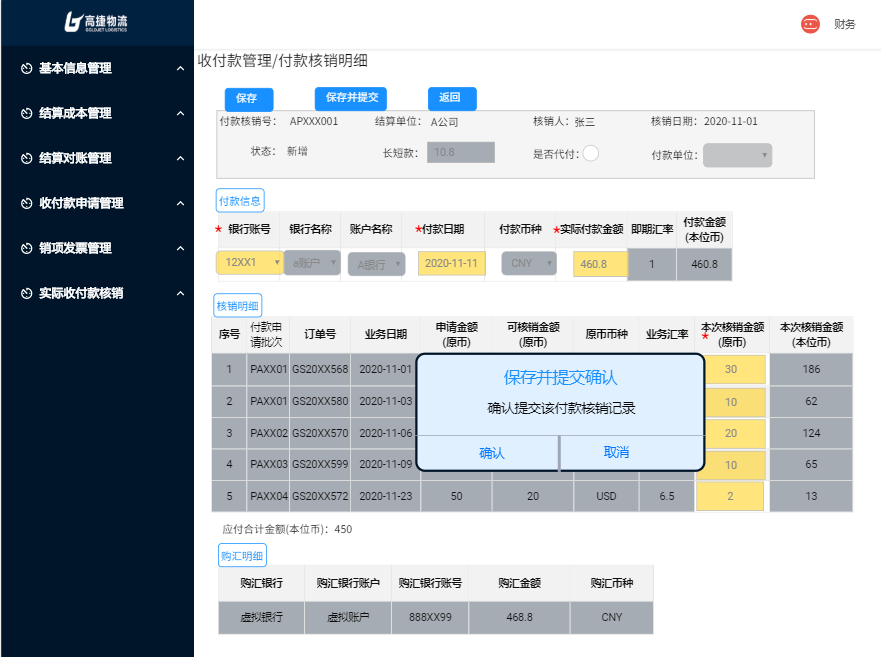 高捷物流
GOLDJET LOGISTICS
财务
基本信息管理
结算成本管理
结算对账管理
收付款申请管理
销项发票管理
实际收付款核销
收付款管理/付款核销明细
保存 保存并提交 返回
付款核销号: APXXX001 结算单位: A公司 核销人: 张三 核销日期: 2020-11-01
状态: 新增 长短款: 10.8 是否代付: 付款单位:
付款信息
* 银行账号 银行名称 账户名称 *付款日期 付款币种 *实际付款金额 即期汇率 付款金额(本位币)
12XX1 a账户 A银行 2020-11-11 CNY 460.8 1 460.8
核销明细
序号 付款申请批次 订单号 业务日期 申请金额(原币) 可核销金额(原币) 原币币种 业务汇率 *本次核销金额(原币) 本次核销金额(本位币)
1 PAXX01 GS20XX568 2020-11-01 30 186
2 PAXX01 GS20XX580 2020-11-03 10 62
3 PAXX02 GS20XX570 2020-11-06 20 124
4 PAXX03 GS20XX599 2020-11-09 10 65
5 PAXX04 GS20XX572 2020-11-23 50 20 USD 6.5 2 13
保存并提交确认
确认提交该付款核销记录
确认 取消
应付合计金额(本位币): 450
购汇明细
购汇银行 购汇银行账户 购汇银行账号 购汇金额 购汇币种
虚拟银行 虚拟账户 888XX99 468.8 CNY